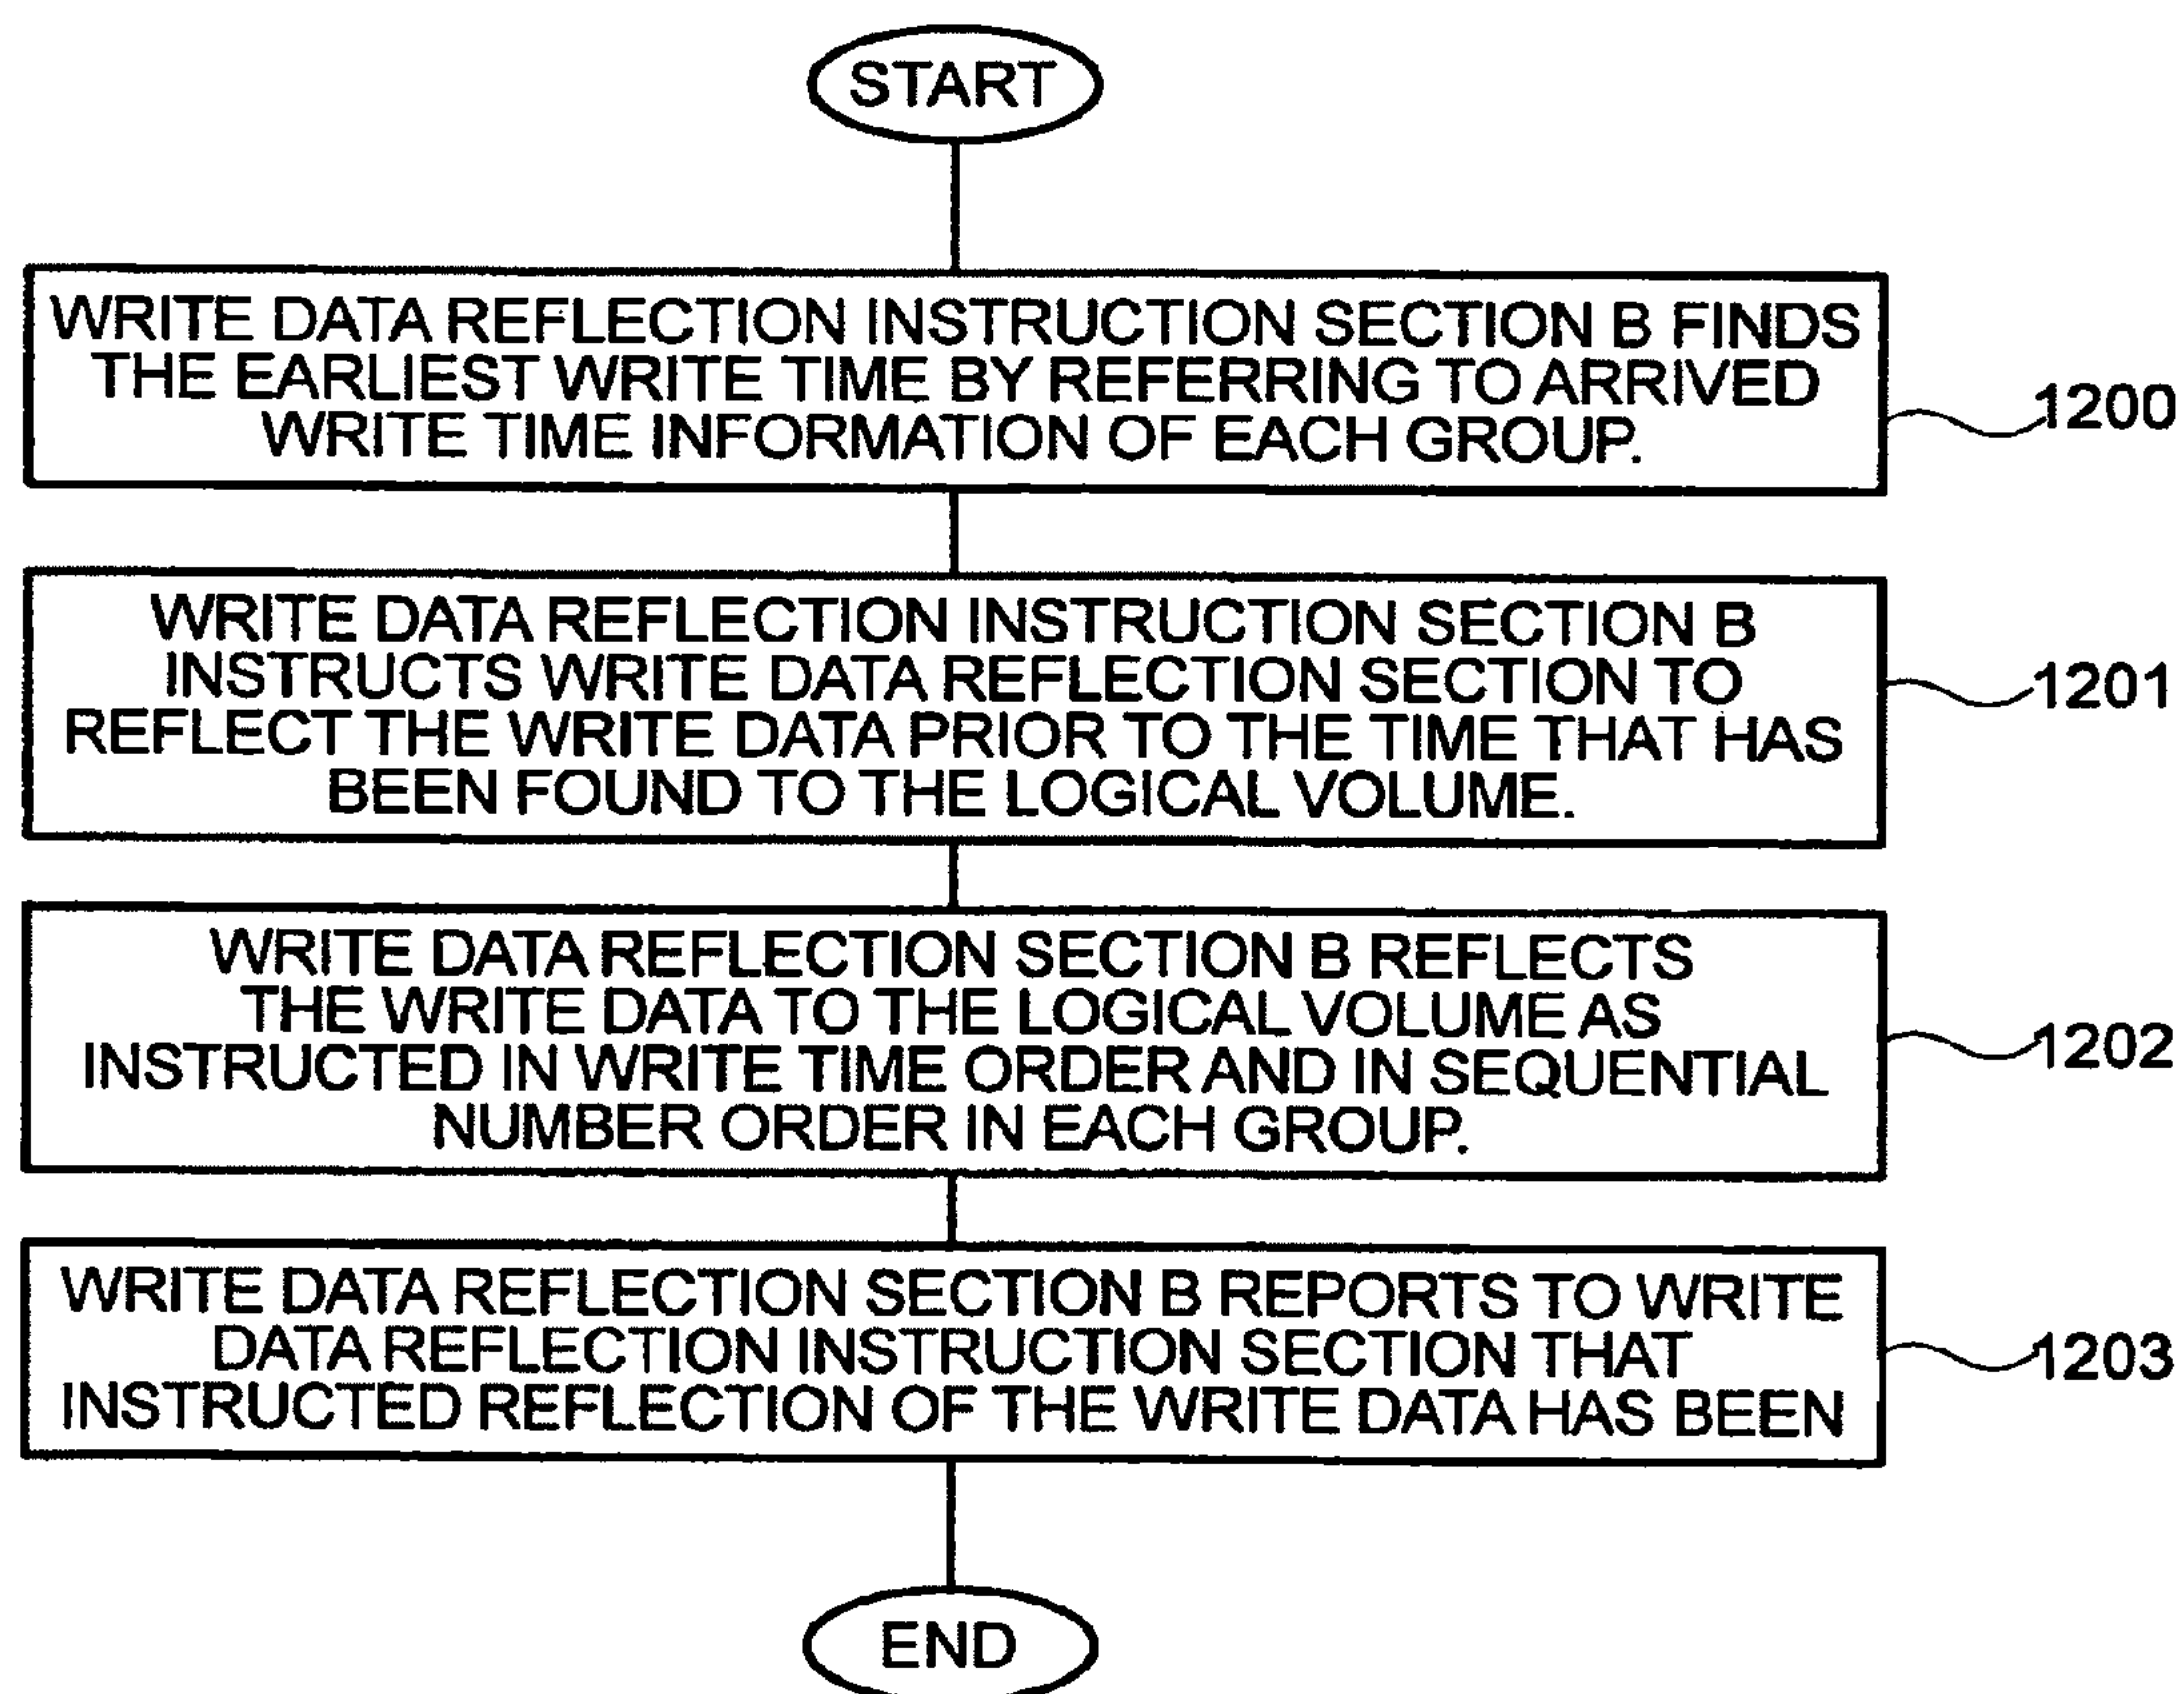 START
WRITE DATA REFLECTION INSTRUCTION SECTION B FINDS
THE EARLIEST WRITE TIME BY REFERRING TO ARRIVED
WRITE TIME INFORMATION OF EACH GROUP.
1200
WRITE DATA REFLECTION INSTRUCTION SECTION B
INSTRUCTS WRITE DATA REFLECTION SECTION TO
REFLECT THE WRITE DATA PRIOR TO THE TIME THAT HAS
BEEN FOUND TO THE LOGICAL VOLUME.
1201
WRITE DATA REFLECTION SECTION B REFLECTS
THE WRITE DATA TO THE LOGICAL VOLUME AS
INSTRUCTED IN WRITE TIME ORDER AND IN SEQUENTIAL
NUMBER ORDER IN EACH GROUP.
1202
WRITE DATA REFLECTION SECTION B REPORTS TO WRITE
DATA REFLECTION INSTRUCTION SECTION THAT
INSTRUCTED REFLECTION OF THE WRITE DATA HAS BEEN
1203
END